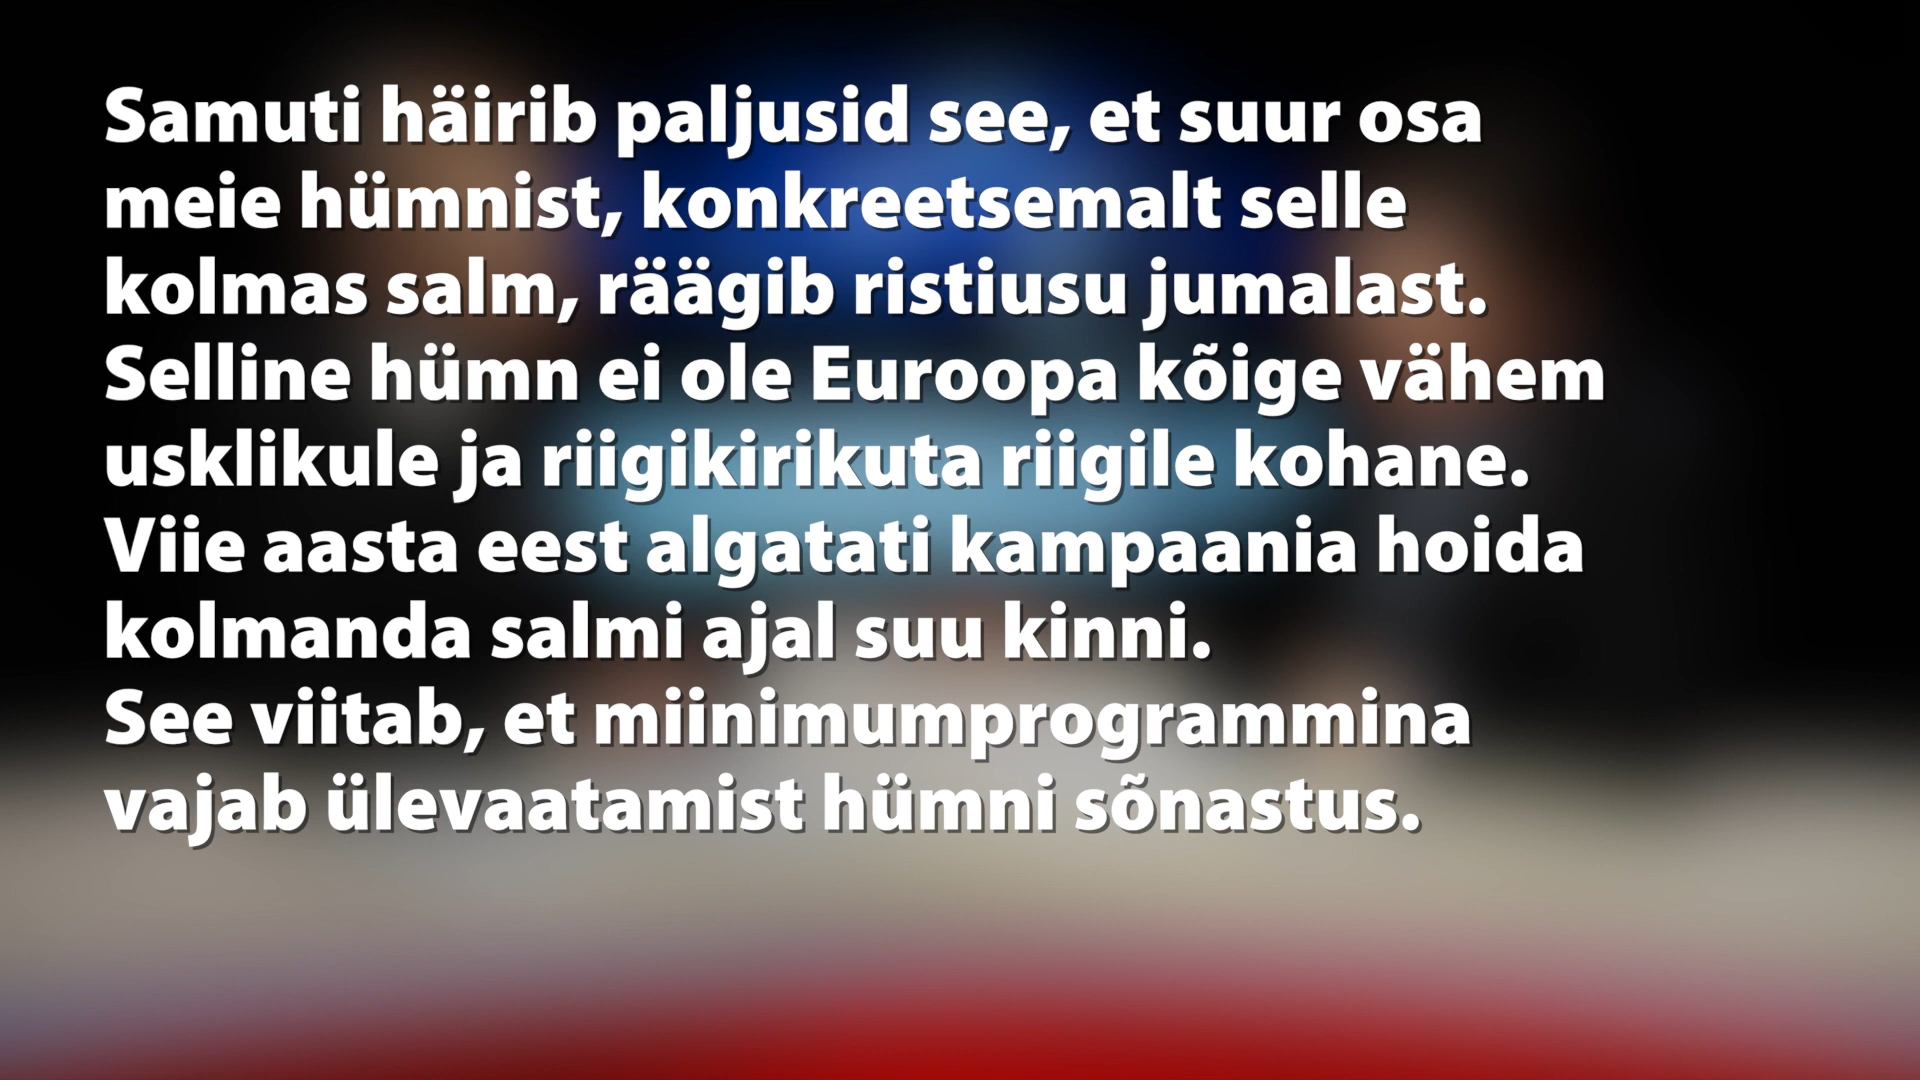 Samuti häirib paljusid see, et suur osa
meie hümnist, konkreetsemalt selle
kolmas salm, räägib ristiusu jumalast.
Selline hümn ei ole Euroopa kõige vähem
usklikule ja riigikirikuta riigile kohane.
Viie aasta eest algatati kampaania hoida
kolmanda salmi ajal suu kinni.
See viitab, et miinimumprogrammina
vajab ülevaatamist hümni sõnastus.